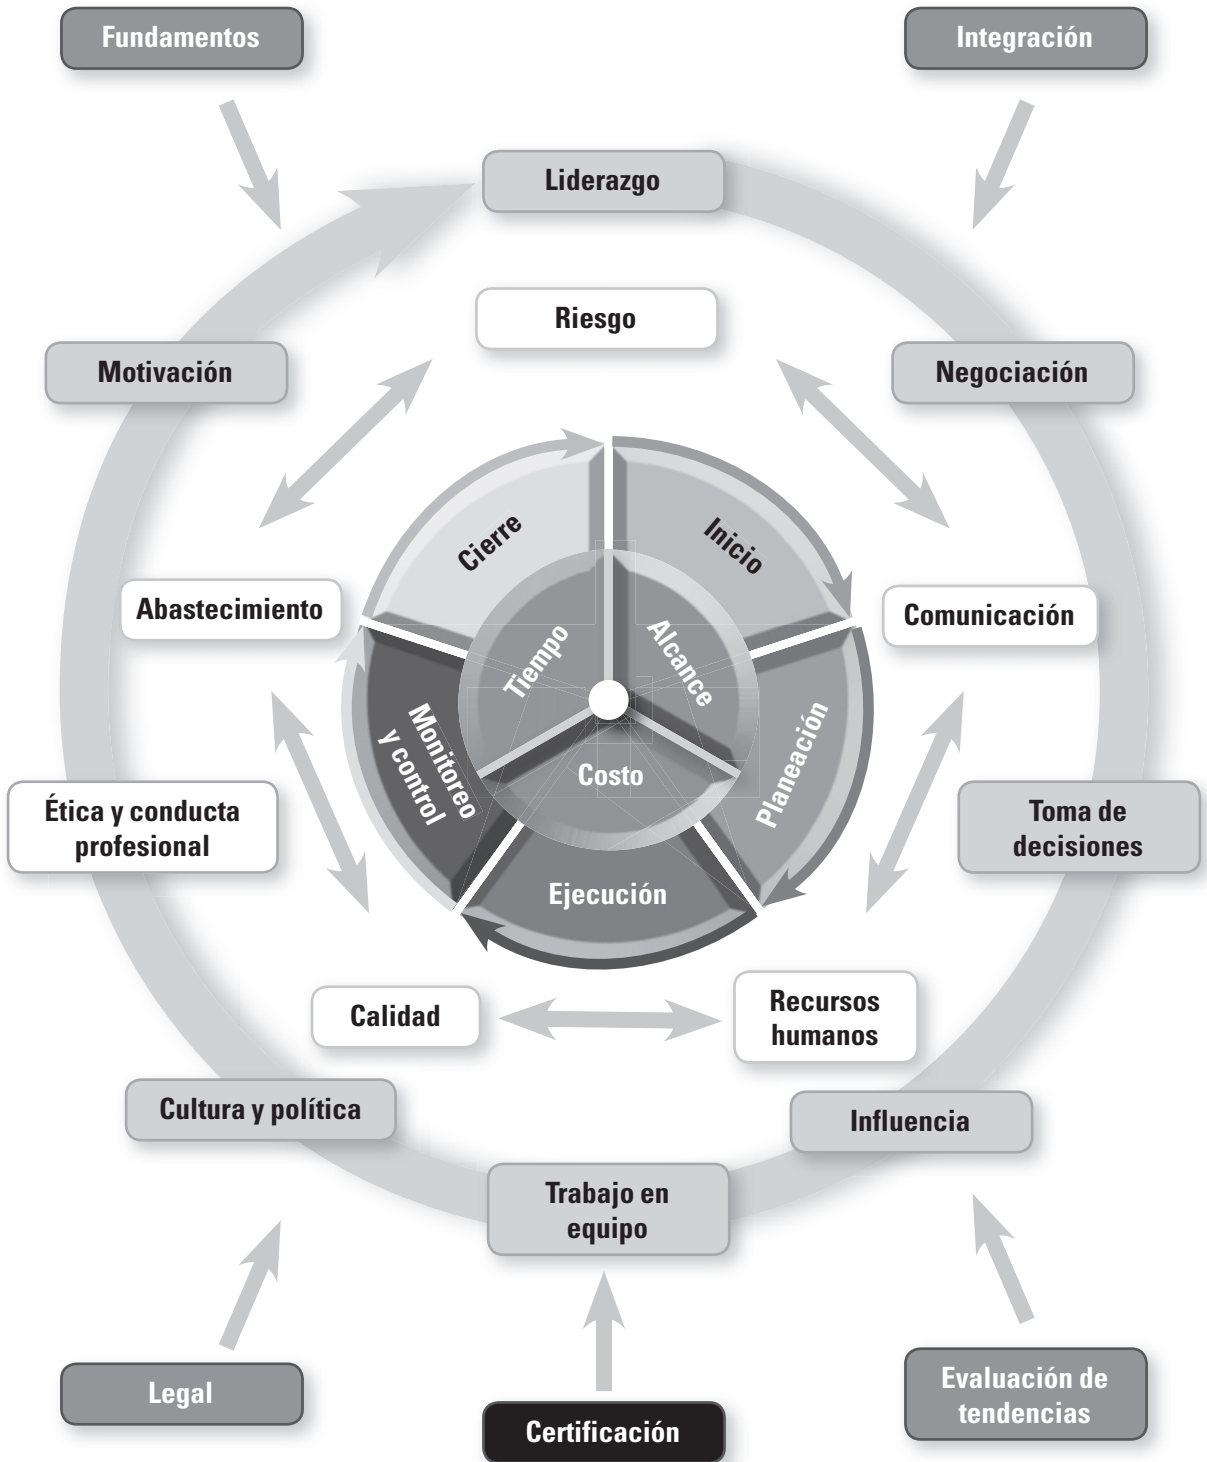 Fundamentos
Integración
Liderazgo
Riesgo
Motivación
Negociación
Cierre
Inicio
Abastecimiento
Comunicación
Tiempo
Alcance
Monitoreo
y control
Costo
Planeación
Ética y conducta
profesional
Toma de
decisiones
Ejecución
Calidad
Recursos
humanos
Cultura y política
Influencia
Trabajo en
equipo
Legal
Certificación
Evaluación de
tendencias